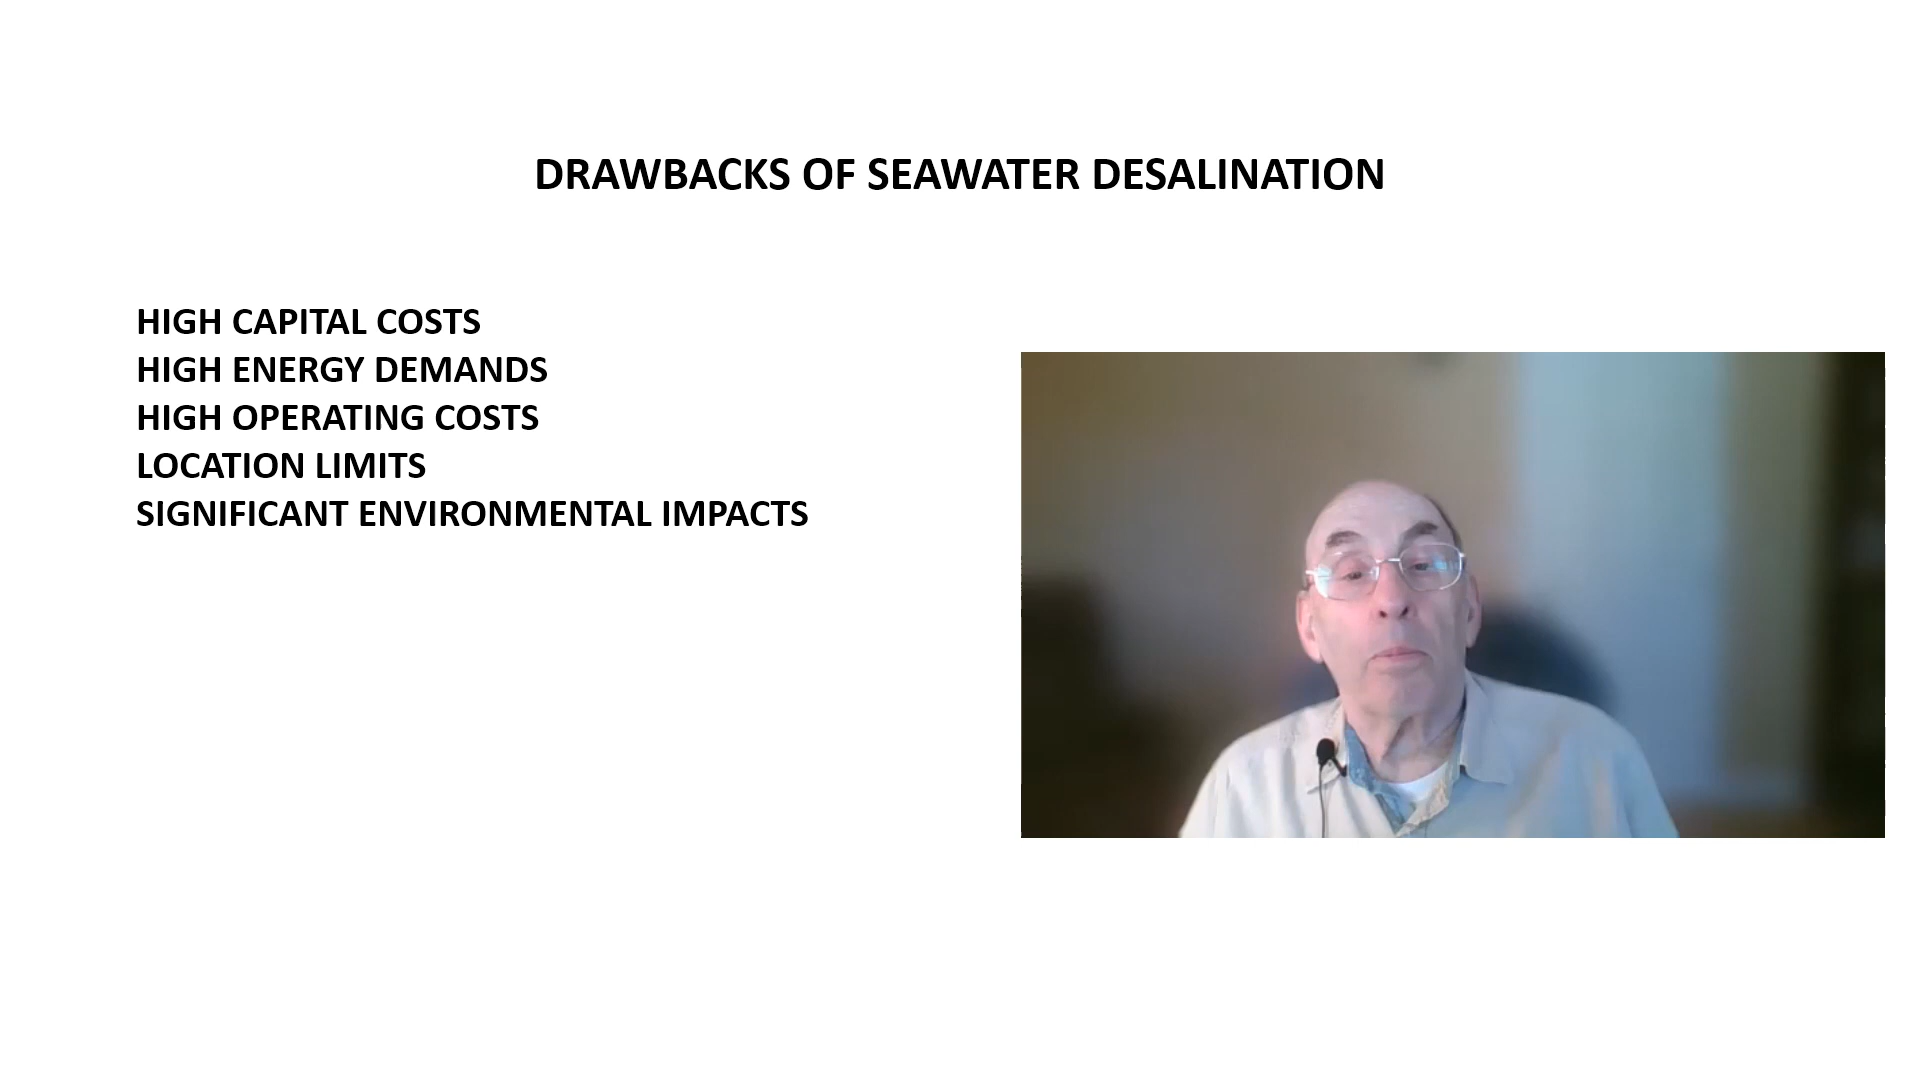 DRAWBACKS OF SEAWATER DESALINATION
HIGH CAPITAL COSTS
HIGH ENERGY DEMANDS
HIGH OPERATING COSTS
LOCATION LIMITS
SIGNIFICANT ENVIRONMENTAL IMPACTS